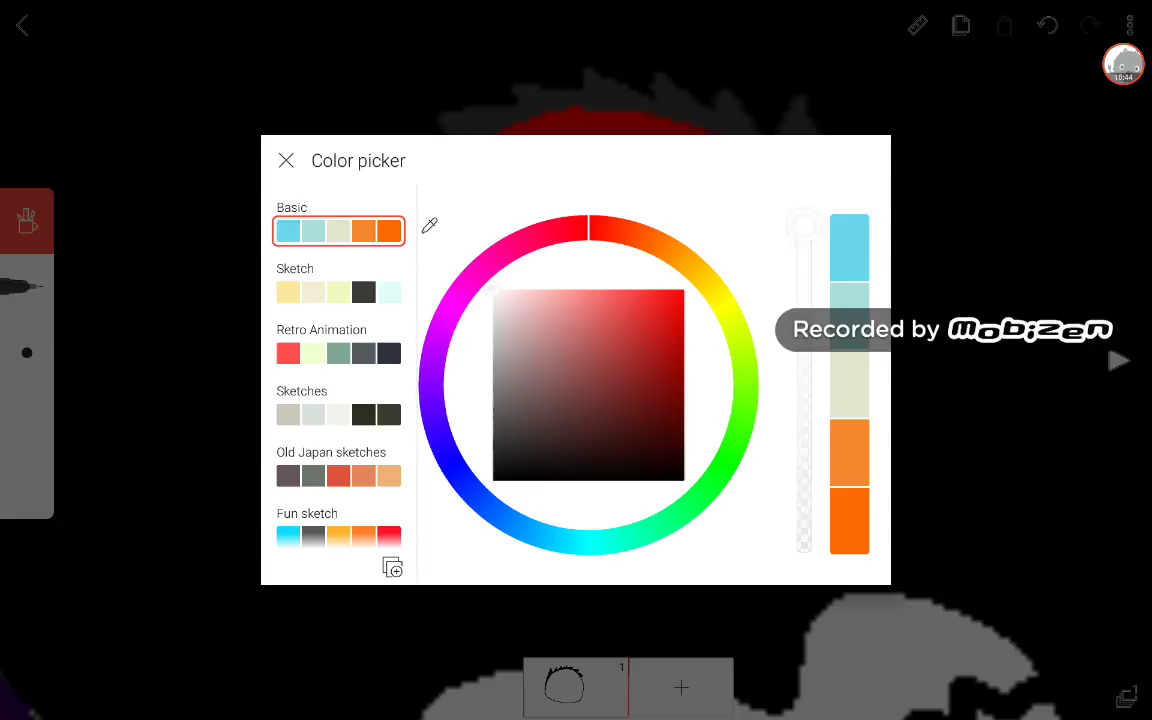 10:44
Color picker
Basic
Sketch
Retro Animation
Sketches
Old Japan sketches
Fun sketch
Recorded by mobizen
1